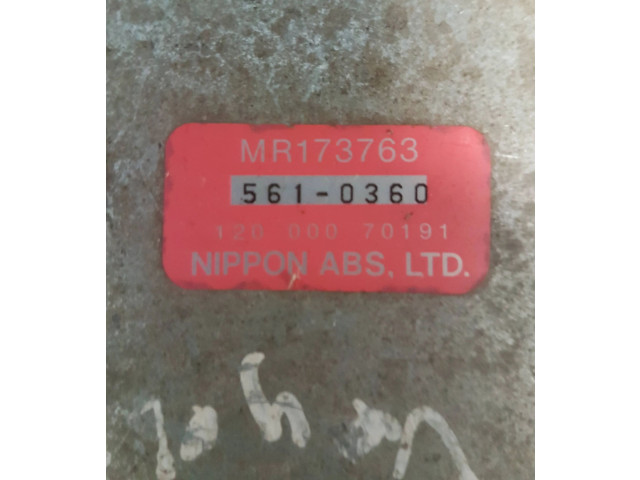 MR173763
561-0360
120 000 70191
NIPPON ABS, LTD.